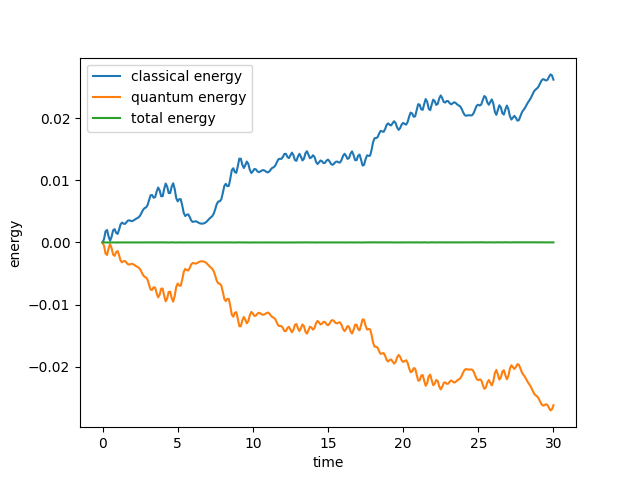 classical energy
quantum energy
total energy
0.02
0.01
0.00
−0.01
−0.02
energy
0
5
10
15
20
25
30
time